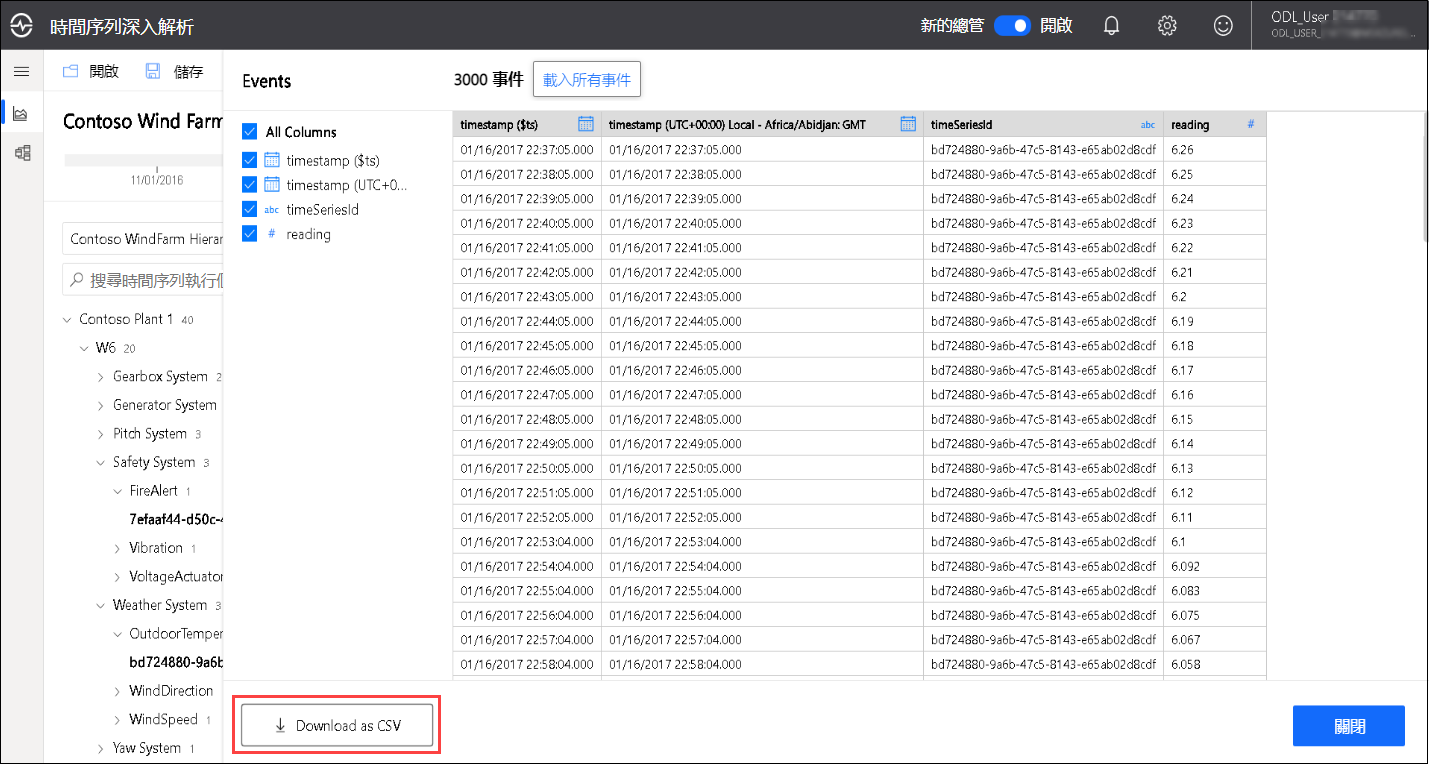 時間序列深入解析
新的總管 開啟
ODL_User
ODL_USER_
開啟 儲存
Contoso Wind Farm
11/01/2016
Contoso WindFarm Hierar
搜尋時間序列執行個
Contoso Plant 1 40
W6 20
Gearbox System 2
Generator System
Pitch System 3
Safety System 3
FireAlert 1
7efaaf44-d50c-4
Vibration 1
VoltageActuator
Weather System 3
OutdoorTemper
bd724880-9a6b
WindDirection
WindSpeed 1
Yaw System 1
Events
3000 事件 載入所有事件
All Columns
timestamp ($ts)
timestamp (UTC+0...
abc timeSeriesId
# reading
timestamp ($ts) timestamp (UTC+00:00) Local - Africa/Abidjan: GMT timeSeriesId abc reading #
01/16/2017 22:37:05.000 01/16/2017 22:37:05.000 bd724880-9a6b-47c5-8143-e65ab02d8cdf 6.26
01/16/2017 22:38:05.000 01/16/2017 22:38:05.000 bd724880-9a6b-47c5-8143-e65ab02d8cdf 6.25
01/16/2017 22:39:05.000 01/16/2017 22:39:05.000 bd724880-9a6b-47c5-8143-e65ab02d8cdf 6.24
01/16/2017 22:40:05.000 01/16/2017 22:40:05.000 bd724880-9a6b-47c5-8143-e65ab02d8cdf 6.23
01/16/2017 22:41:05.000 01/16/2017 22:41:05.000 bd724880-9a6b-47c5-8143-e65ab02d8cdf 6.22
01/16/2017 22:42:05.000 01/16/2017 22:42:05.000 bd724880-9a6b-47c5-8143-e65ab02d8cdf 6.21
01/16/2017 22:43:05.000 01/16/2017 22:43:05.000 bd724880-9a6b-47c5-8143-e65ab02d8cdf 6.2
01/16/2017 22:44:05.000 01/16/2017 22:44:05.000 bd724880-9a6b-47c5-8143-e65ab02d8cdf 6.19
01/16/2017 22:45:05.000 01/16/2017 22:45:05.000 bd724880-9a6b-47c5-8143-e65ab02d8cdf 6.18
01/16/2017 22:46:05.000 01/16/2017 22:46:05.000 bd724880-9a6b-47c5-8143-e65ab02d8cdf 6.17
01/16/2017 22:47:05.000 01/16/2017 22:47:05.000 bd724880-9a6b-47c5-8143-e65ab02d8cdf 6.16
01/16/2017 22:48:05.000 01/16/2017 22:48:05.000 bd724880-9a6b-47c5-8143-e65ab02d8cdf 6.15
01/16/2017 22:49:05.000 01/16/2017 22:49:05.000 bd724880-9a6b-47c5-8143-e65ab02d8cdf 6.14
01/16/2017 22:50:05.000 01/16/2017 22:50:05.000 bd724880-9a6b-47c5-8143-e65ab02d8cdf 6.13
01/16/2017 22:51:05.000 01/16/2017 22:51:05.000 bd724880-9a6b-47c5-8143-e65ab02d8cdf 6.12
01/16/2017 22:52:05.000 01/16/2017 22:52:05.000 bd724880-9a6b-47c5-8143-e65ab02d8cdf 6.11
01/16/2017 22:53:04.000 01/16/2017 22:53:04.000 bd724880-9a6b-47c5-8143-e65ab02d8cdf 6.1
01/16/2017 22:54:04.000 01/16/2017 22:54:04.000 bd724880-9a6b-47c5-8143-e65ab02d8cdf 6.092
01/16/2017 22:55:04.000 01/16/2017 22:55:04.000 bd724880-9a6b-47c5-8143-e65ab02d8cdf 6.083
01/16/2017 22:56:04.000 01/16/2017 22:56:04.000 bd724880-9a6b-47c5-8143-e65ab02d8cdf 6.075
01/16/2017 22:57:04.000 01/16/2017 22:57:04.000 bd724880-9a6b-47c5-8143-e65ab02d8cdf 6.067
01/16/2017 22:58:04.000 01/16/2017 22:58:04.000 bd724880-9a6b-47c5-8143-e65ab02d8cdf 6.058
Download as CSV
關閉